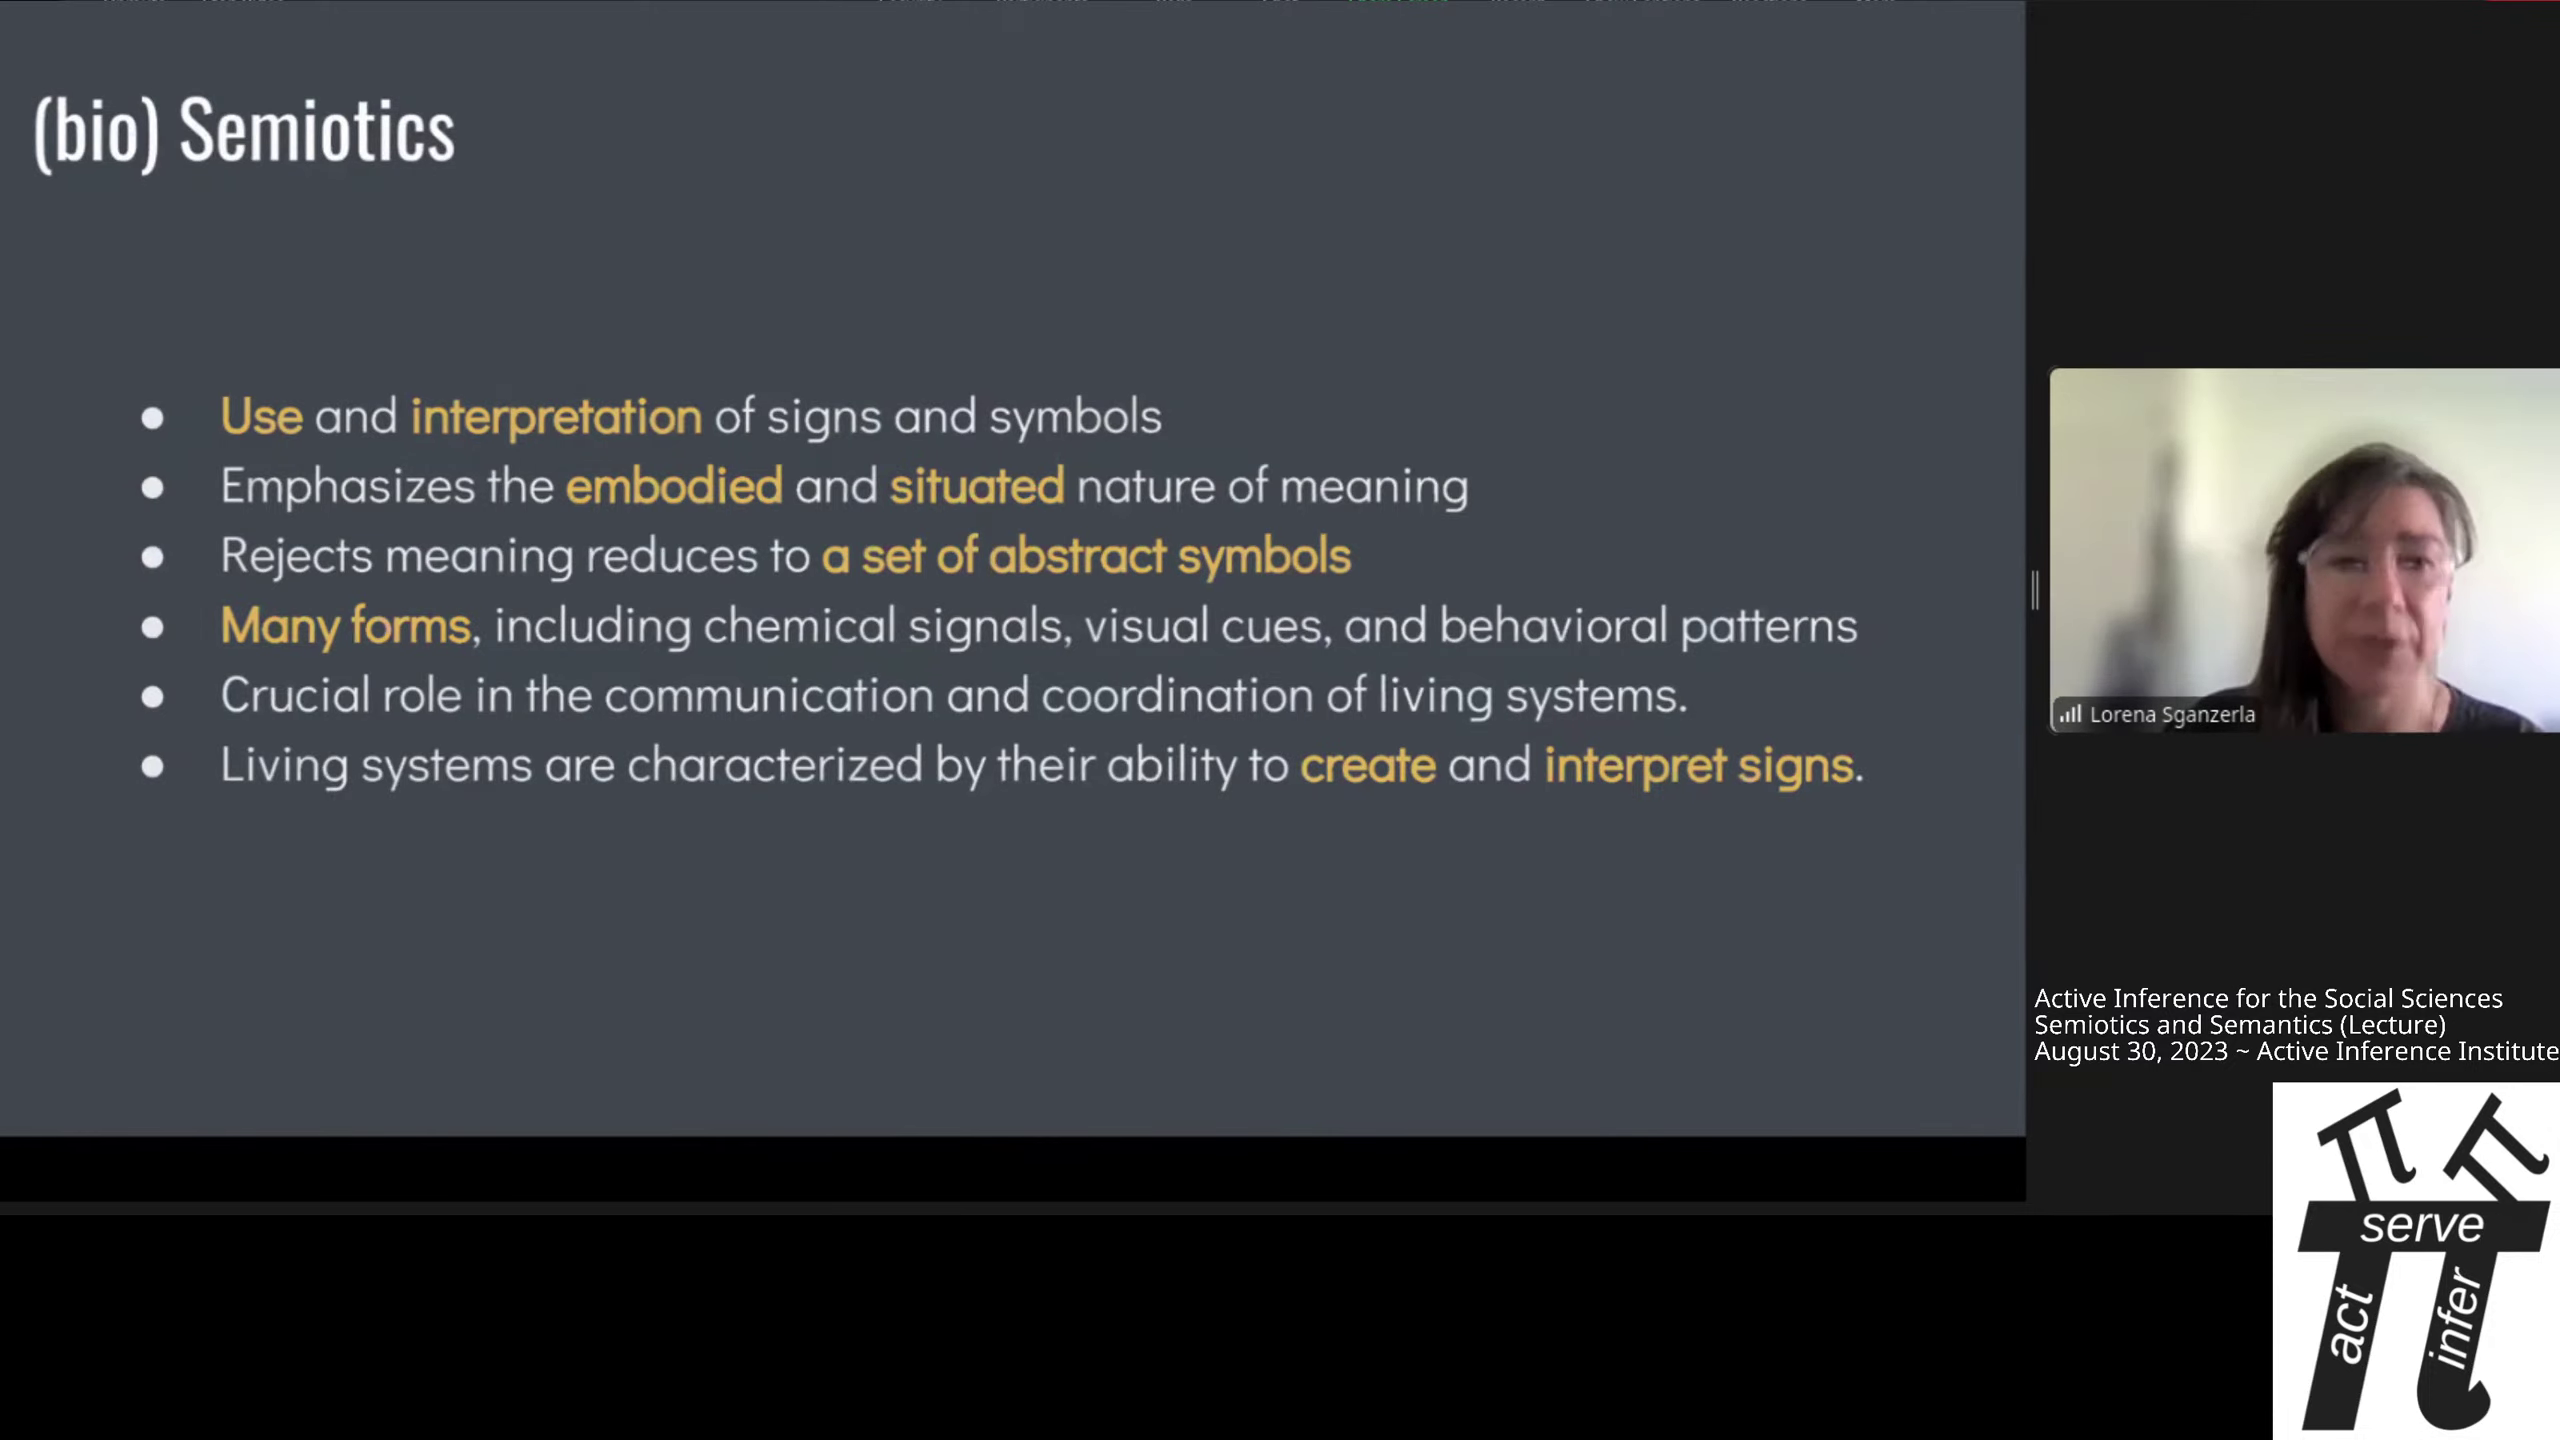 (bio) Semiotics
● Use and interpretation of signs and symbols
● Emphasizes the embodied and situated nature of meaning
● Rejects meaning reduces to a set of abstract symbols
● Many forms, including chemical signals, visual cues, and behavioral patterns
● Crucial role in the communication and coordination of living systems.
● Living systems are characterized by their ability to create and interpret signs.
Lorena Sganzerla
Active Inference for the Social Sciences
Semiotics and Semantics (Lecture)
August 30, 2023 ~ Active Inference Institute
serve
act
infer